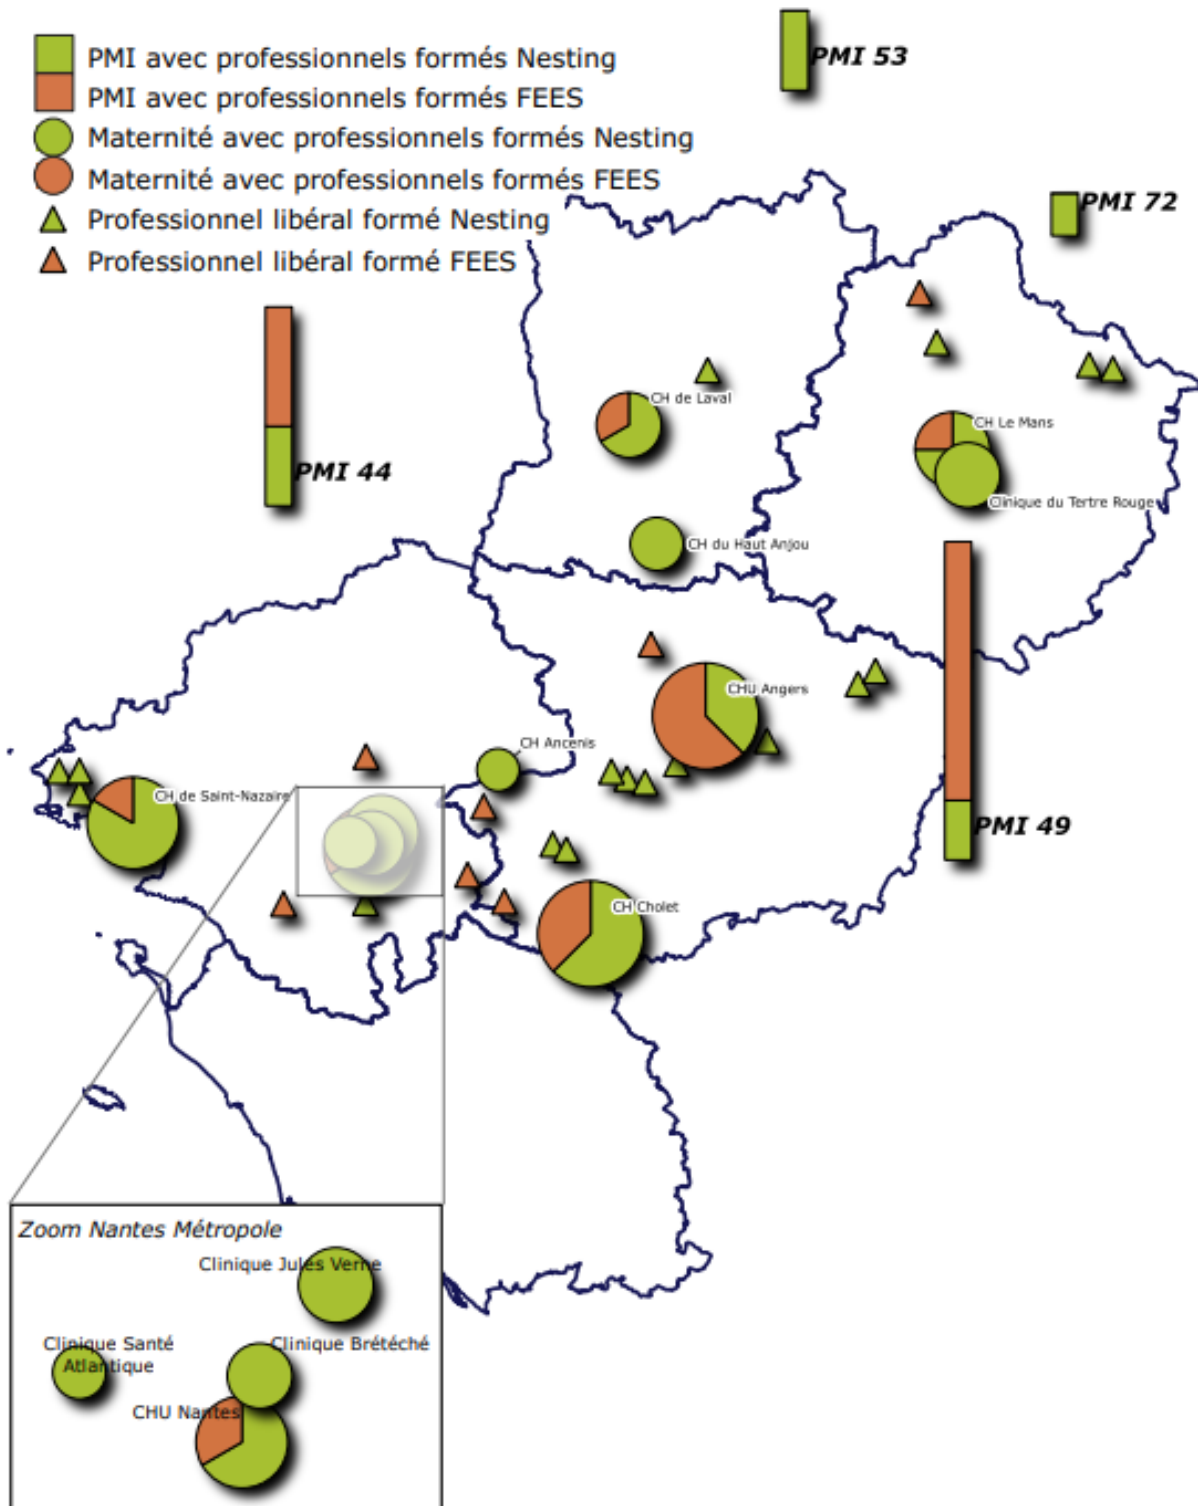 PMI avec professionnels formés Nesting
PMI avec professionnels formés FEES
Maternité avec professionnels formés Nesting
Maternité avec professionnels formés FEES
Professionnel libéral formé Nesting
Professionnel libéral formé FEES
PMI 53
PMI 72
PMI 44
CH de Laval
CH Le Mans
Clinique du Tertre Rouge
CH du Haut Anjou
CHU Angers
CH Ancenis
CH de Saint-Nazaire
PMI 49
CH Cholet
Zoom Nantes Métropole
Clinique Jules Verne
Clinique Santé
Atlantique
Clinique Brétéché
CHU Nantes